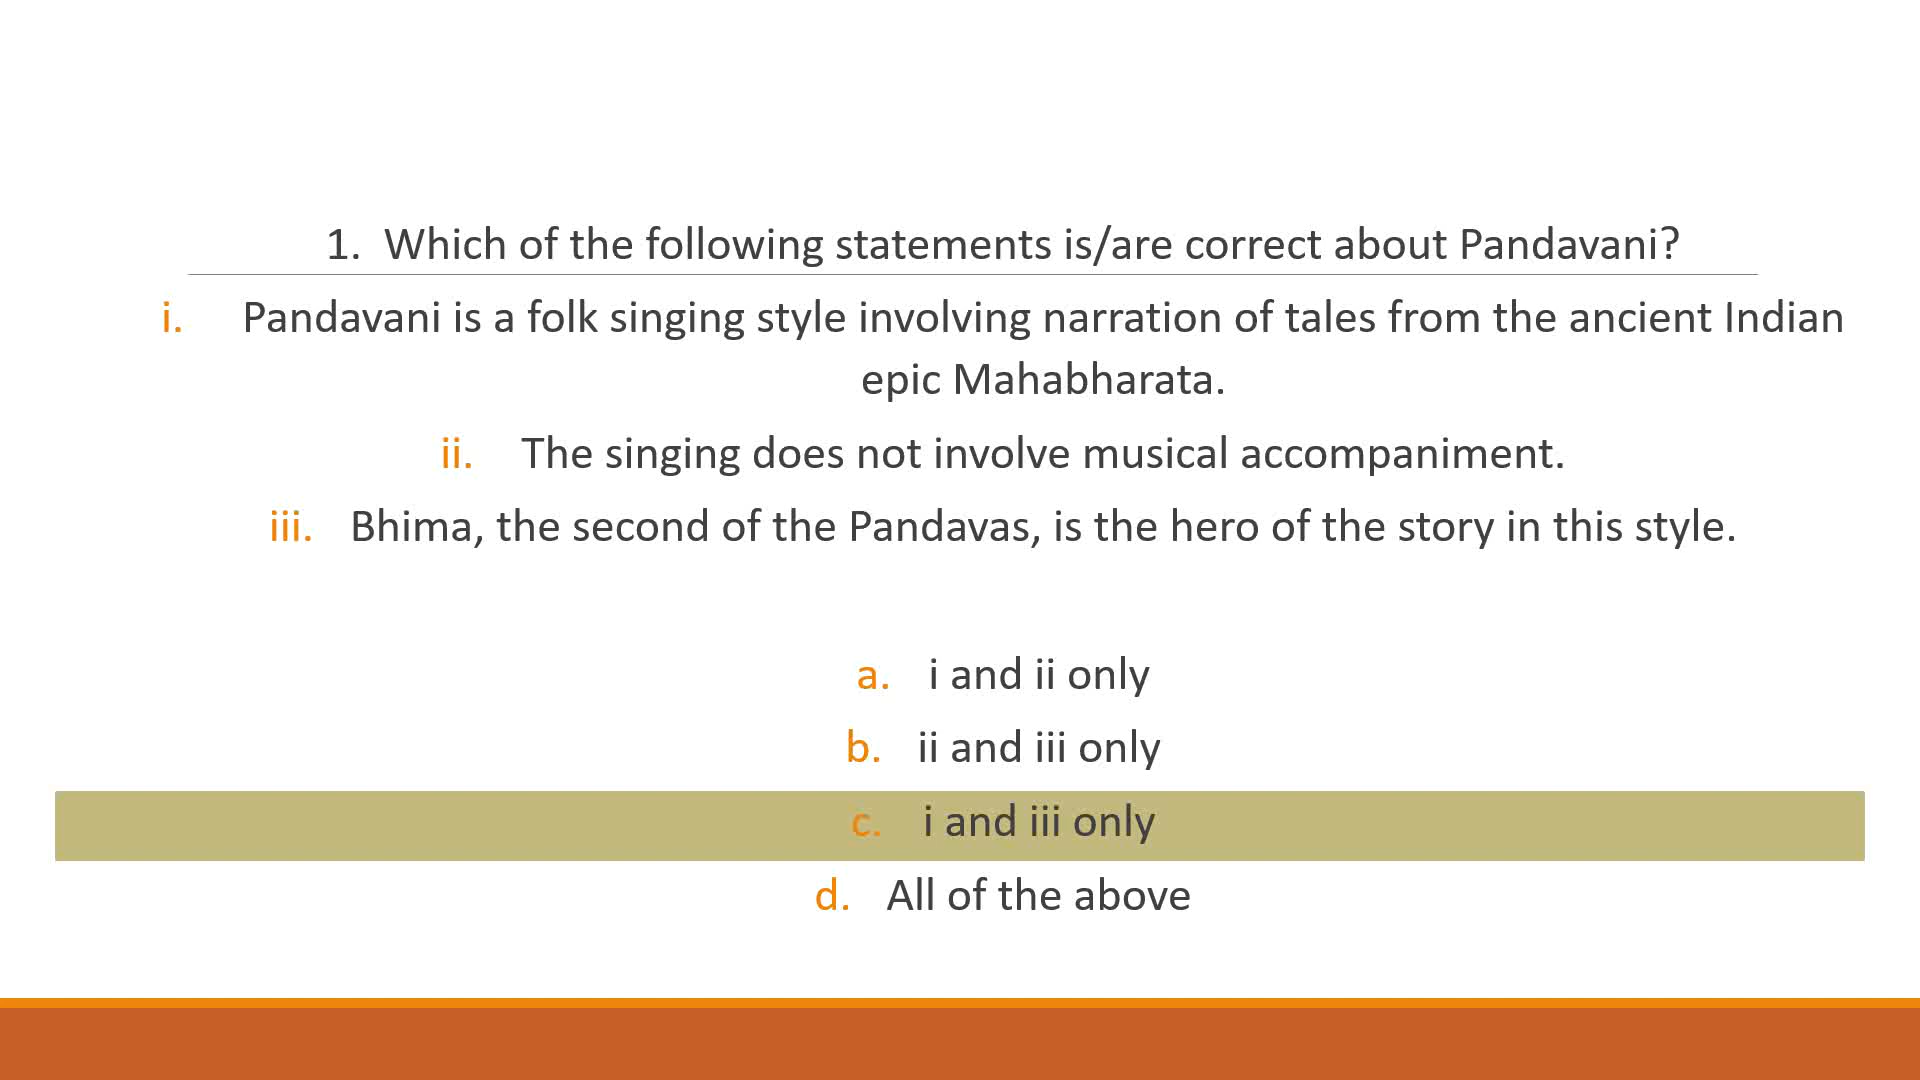 1. Which of the following statements is/are correct about Pandavani?
i. Pandavani is a folk singing style involving narration of tales from the ancient Indian
epic Mahabharata.
ii. The singing does not involve musical accompaniment.
iii. Bhima, the second of the Pandavas, is the hero of the story in this style.
a. i and ii only
b. ii and iii only
c. i and iii only
d. All of the above